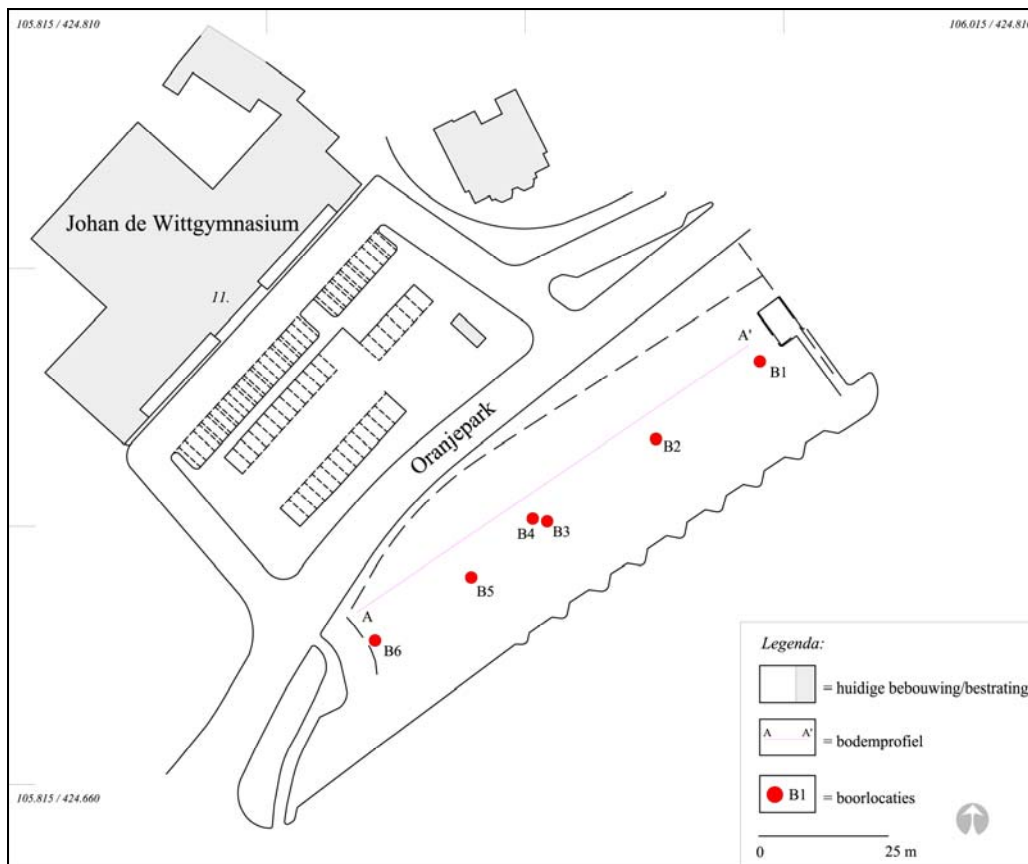 105.815 / 424.810
106.015 / 424.810
Johan de Wittgymnasium
11.
Oranjepark
A'
B1
B2
B4
B3
B5
A
B6
105.815 / 424.660
Legenda:
= huidige bebouwing/bestrating
A A' = bodemprofiel
B1 = boorlocaties
0 25 m